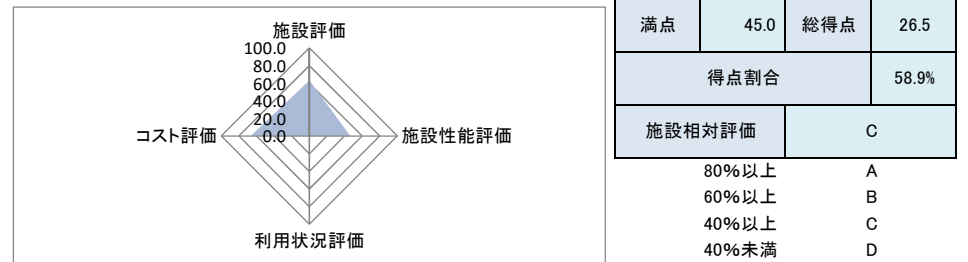 施設評価
100.0
80.0
60.0
40.0
20.0
0.0
コスト評価
施設性能評価
利用状況評価
満点 45.0 総得点 26.5
得点割合 58.9%
施設相対評価 C
80%以上 A
60%以上 B
40%以上 C
40%未満 D